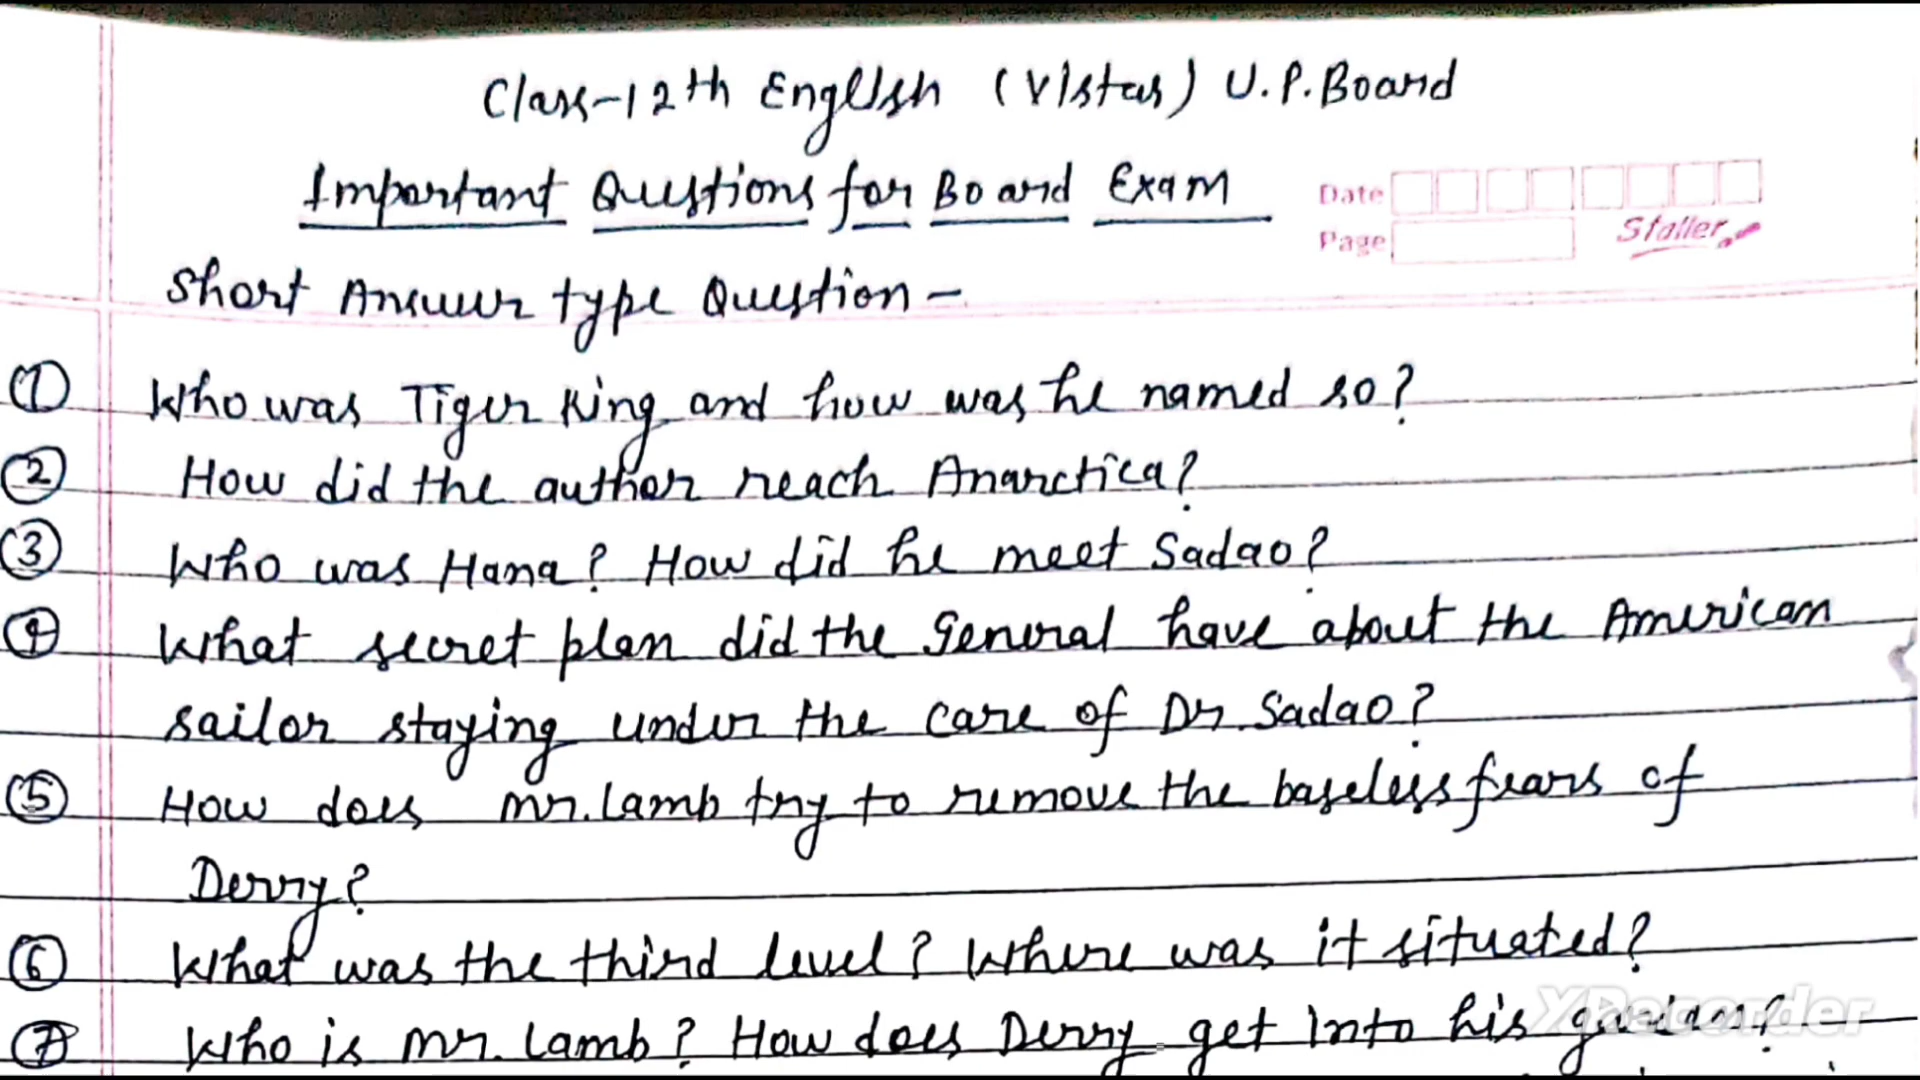 Class-12th English (Vistas) U.P.Board
Important Questions for Board Exam
Date
Page
Staller
Short Answer type Question-
① Who was Tiger King and how was he named so?
② How did the author reach Anarctica?
③ Who was Hana? How did he meet Sadao?
④ What secret plan did the General have about the American
sailor staying under the care of Dr. Sadao?
⑤ How does Mr. Lamb try to remove the baseless fears of
Derry?
⑥ What was the third level? Where was it situated?
⑦ Who is Mr. Lamb? How does Derry get into his garden?
XRecorder